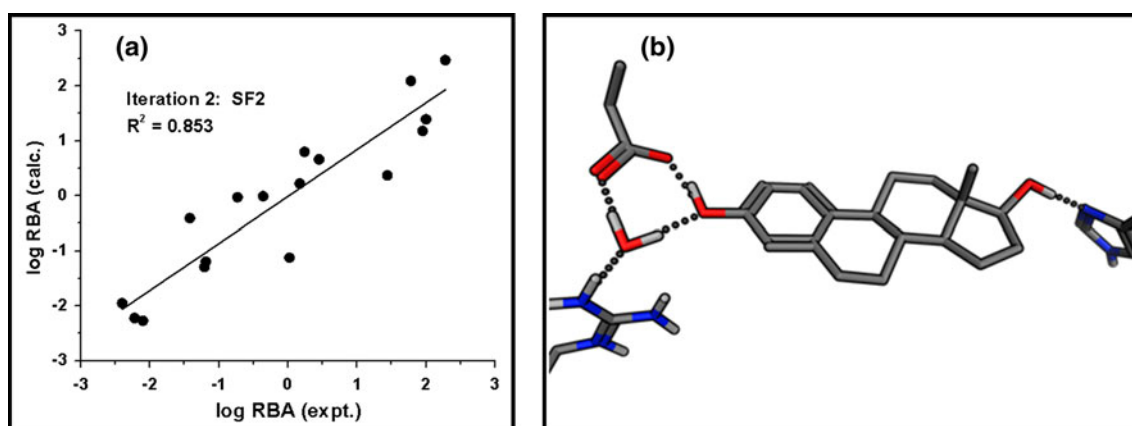 (a)
Iteration 2: SF2
R² = 0.853
3
2
1
0
-1
-2
-3
log RBA (calc.)
-3 -2 -1 0 1 2 3
log RBA (expt.)
(b)